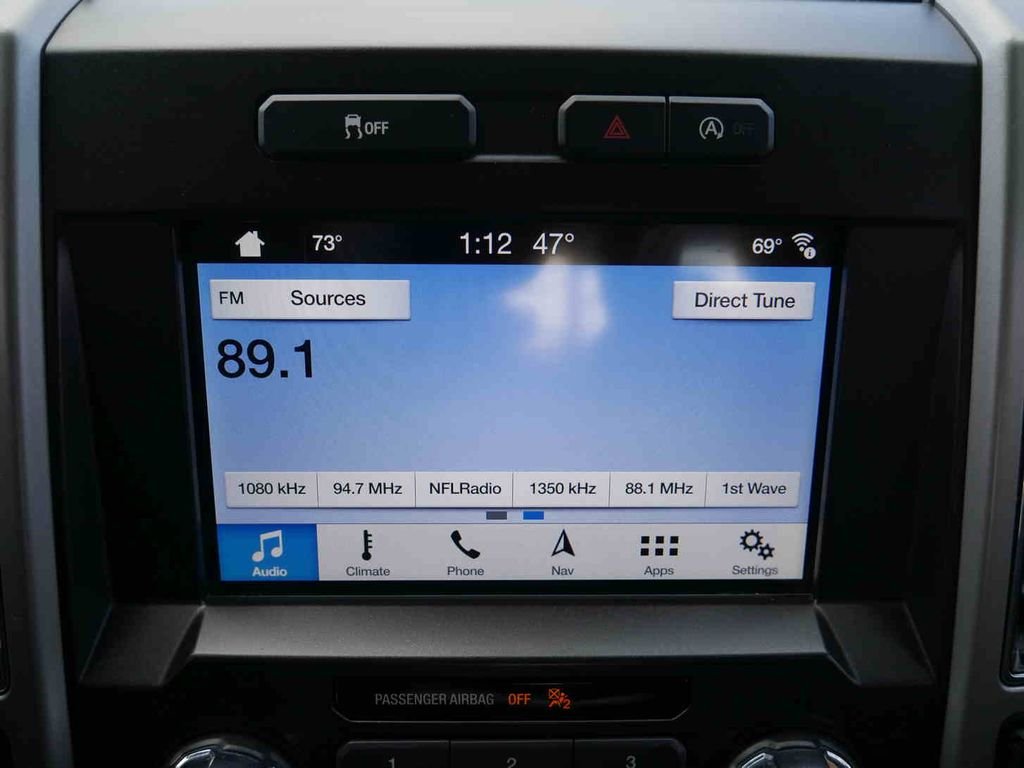 OFF
A OFF
73° 1:12 47° 69°
FM Sources Direct Tune
89.1
1080 kHz 94.7 MHz NFLRadio 1350 kHz 88.1 MHz 1st Wave
Audio Climate Phone Nav Apps Settings
PASSENGER AIRBAG OFF 2
1 2 3